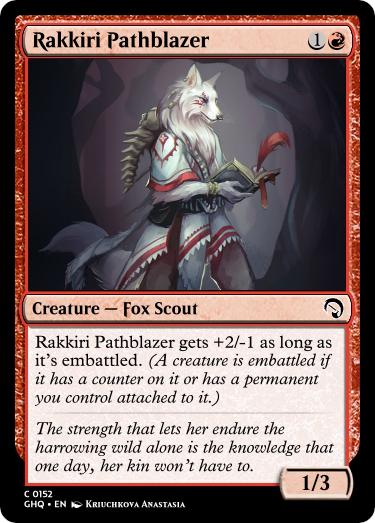 Rakkiri Pathblazer 1
Creature — Fox Scout
Rakkiri Pathblazer gets +2/-1 as long as
it's embattled. (A creature is embattled if
it has a counter on it or has a permanent
you control attached to it.)
The strength that lets her endure the
harrowing wild alone is the knowledge that
one day, her kin won't have to.
1/3
C 0152
GHQ • EN Kriuchkova Anastasia